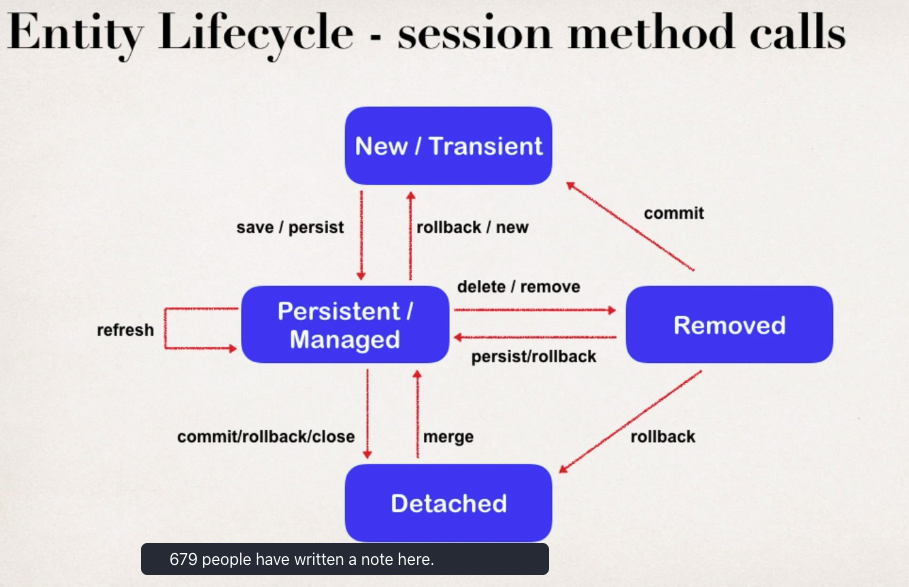 Entity Lifecycle - session method calls
New / Transient
save / persist
rollback / new
commit
delete / remove
Persistent /
Managed
Removed
refresh
persist/rollback
commit/rollback/close
merge
rollback
Detached
679 people have written a note here.